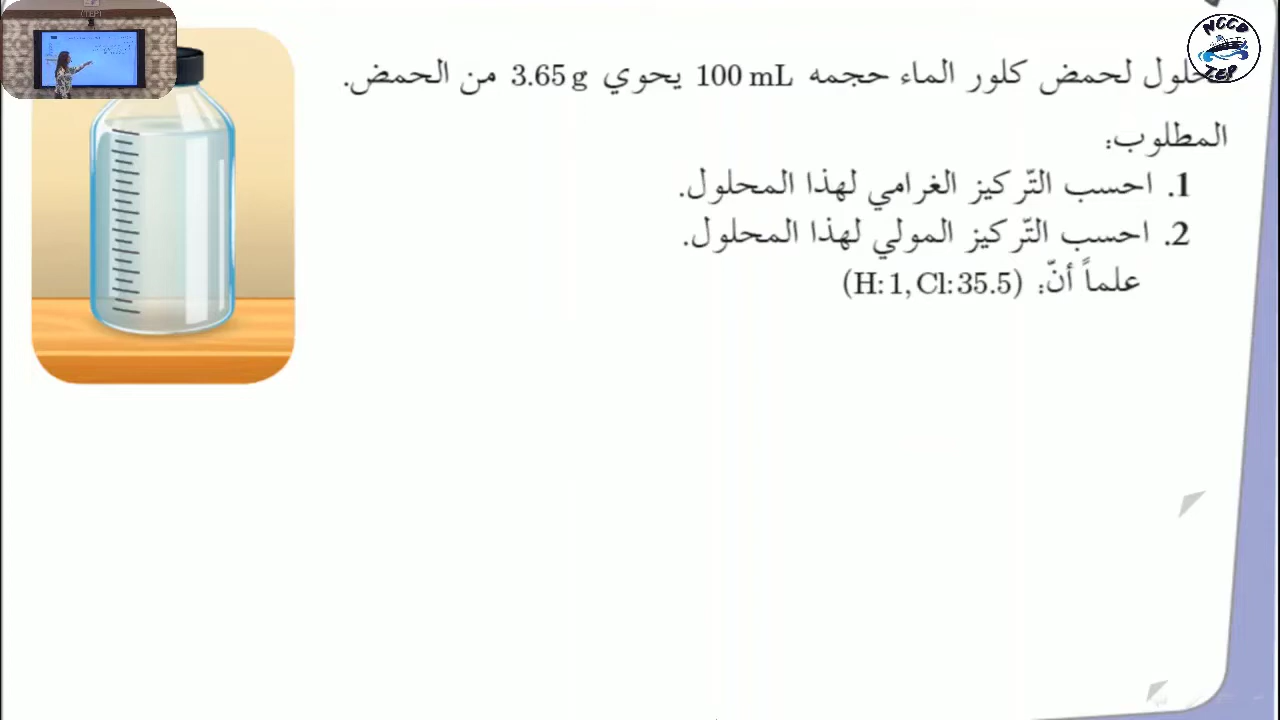 محلول لحمض كلور الماء حجمه 100 mL يحوي 3.65 g من الحمض.
المطلوب:
1. احسب التّركيز الغرامي لهذا المحلول.
2. احسب التّركيز المولي لهذا المحلول.
علماً أنّ: (H: 1, Cl: 35.5)